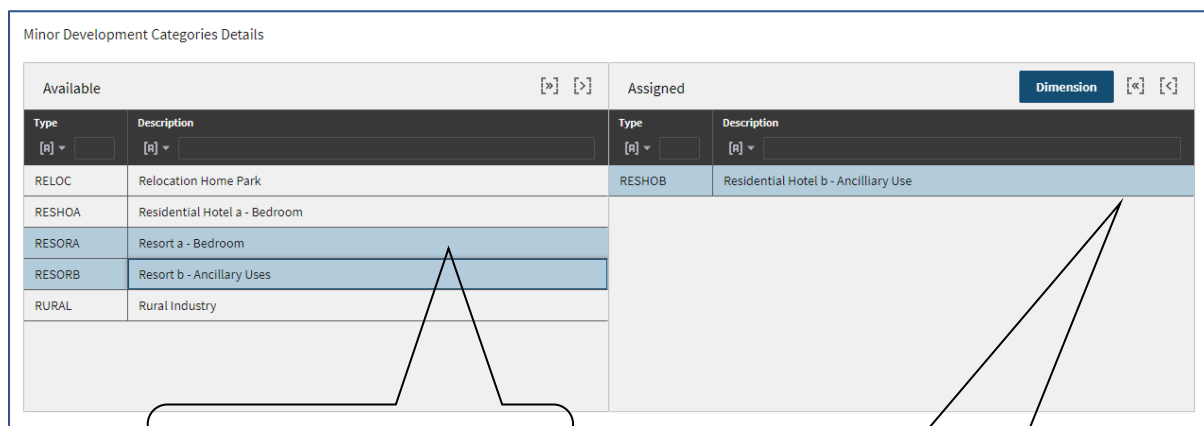 Minor Development Categories Details
Available [»] [>] Assigned Dimension [«] [<]
Type Description Type Description
[A] [A] [A] [A]
RELOC Relocation Home Park RESHOB Residential Hotel b - Ancilliary Use
RESHOA Residential Hotel a - Bedroom
RESORA Resort a - Bedroom
RESORB Resort b - Ancillary Uses
RURAL Rural Industry